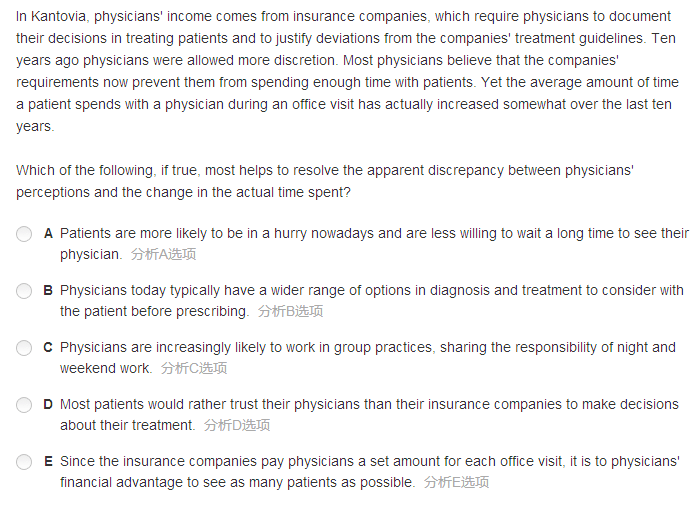 In Kantovia, physicians' income comes from insurance companies, which require physicians to document
their decisions in treating patients and to justify deviations from the companies' treatment guidelines. Ten
years ago physicians were allowed more discretion. Most physicians believe that the companies'
requirements now prevent them from spending enough time with patients. Yet the average amount of time
a patient spends with a physician during an office visit has actually increased somewhat over the last ten
years.
Which of the following, if true, most helps to resolve the apparent discrepancy between physicians'
perceptions and the change in the actual time spent?
A Patients are more likely to be in a hurry nowadays and are less willing to wait a long time to see their
physician. 分析A选项
B Physicians today typically have a wider range of options in diagnosis and treatment to consider with
the patient before prescribing. 分析B选项
C Physicians are increasingly likely to work in group practices, sharing the responsibility of night and
weekend work. 分析C选项
D Most patients would rather trust their physicians than their insurance companies to make decisions
about their treatment. 分析D选项
E Since the insurance companies pay physicians a set amount for each office visit, it is to physicians'
financial advantage to see as many patients as possible. 分析E选项